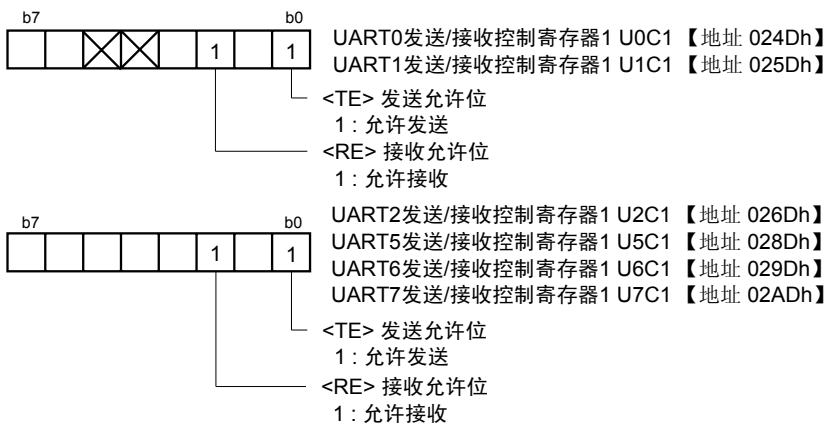 b7 b0
1 1
UART0发送/接收控制寄存器1 U0C1 【地址 024Dh】
UART1发送/接收控制寄存器1 U1C1 【地址 025Dh】
<TE> 发送允许位
1 : 允许发送
<RE> 接收允许位
1 : 允许接收
b7 b0
1 1
UART2发送/接收控制寄存器1 U2C1 【地址 026Dh】
UART5发送/接收控制寄存器1 U5C1 【地址 028Dh】
UART6发送/接收控制寄存器1 U6C1 【地址 029Dh】
UART7发送/接收控制寄存器1 U7C1 【地址 02ADh】
<TE> 发送允许位
1 : 允许发送
<RE> 接收允许位
1 : 允许接收